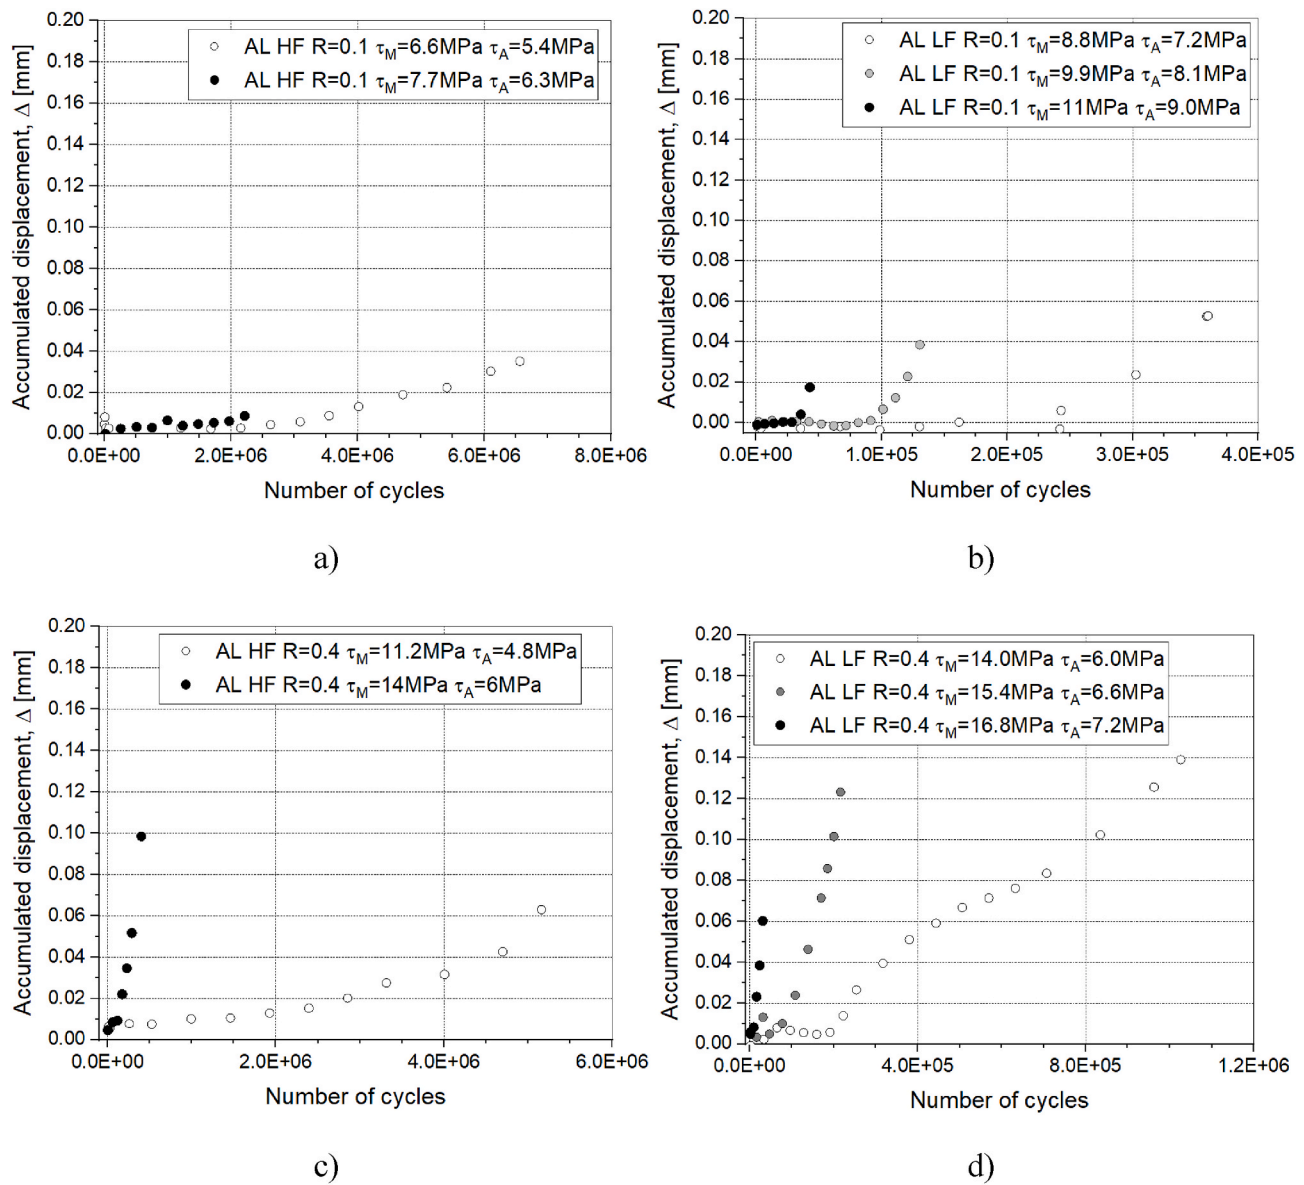 AL HF R=0.1 τM=6.6MPa τA=5.4MPa
AL HF R=0.1 τM=7.7MPa τA=6.3MPa
Accumulated displacement, Δ [mm]
0.20
0.18
0.16
0.14
0.12
0.10
0.08
0.06
0.04
0.02
0.00
0.0E+00 2.0E+06 4.0E+06 6.0E+06 8.0E+06
Number of cycles
a)
AL LF R=0.1 τM=8.8MPa τA=7.2MPa
AL LF R=0.1 τM=9.9MPa τA=8.1MPa
AL LF R=0.1 τM=11MPa τA=9.0MPa
Accumulated displacement, Δ [mm]
0.20
0.18
0.16
0.14
0.12
0.10
0.08
0.06
0.04
0.02
0.00
0.0E+00 1.0E+05 2.0E+05 3.0E+05 4.0E+05
Number of cycles
b)
AL HF R=0.4 τM=11.2MPa τA=4.8MPa
AL HF R=0.4 τM=14MPa τA=6MPa
Accumulated displacement, Δ [mm]
0.20
0.18
0.16
0.14
0.12
0.10
0.08
0.06
0.04
0.02
0.00
0.0E+00 2.0E+06 4.0E+06 6.0E+06
Number of cycles
c)
AL LF R=0.4 τM=14.0MPa τA=6.0MPa
AL LF R=0.4 τM=15.4MPa τA=6.6MPa
AL LF R=0.4 τM=16.8MPa τA=7.2MPa
Accumulated displacement, Δ [mm]
0.20
0.18
0.16
0.14
0.12
0.10
0.08
0.06
0.04
0.02
0.00
0.0E+00 4.0E+05 8.0E+05 1.2E+06
Number of cycles
d)